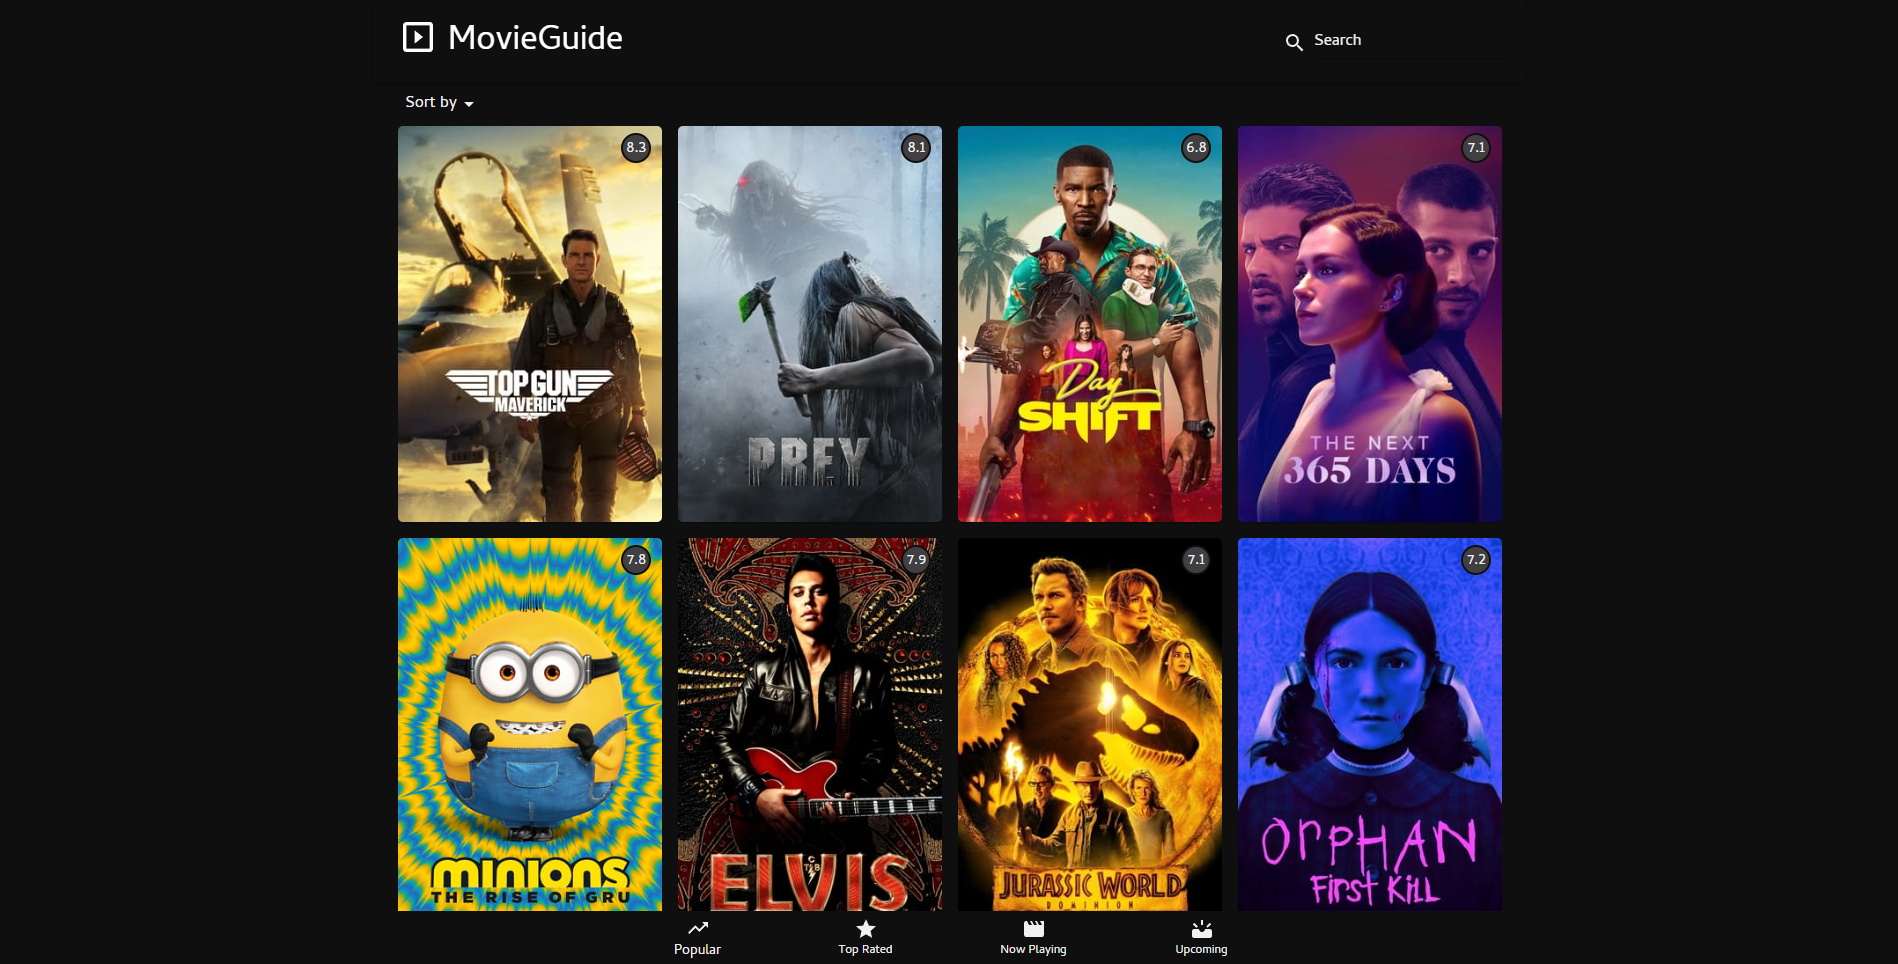 MovieGuide
Search
Sort by
8.3
TOP GUN
MAVERICK
8.1
PREY
6.8
Day
SHIFT
7.1
THE NEXT
365 DAYS
7.8
minions
THE RISE OF GRU
7.9
TCB
ELVIS
7.1
JURASSIC WORLD
DOMINION
7.2
OrPHAN
First Kill
Popular
Top Rated
Now Playing
Upcoming